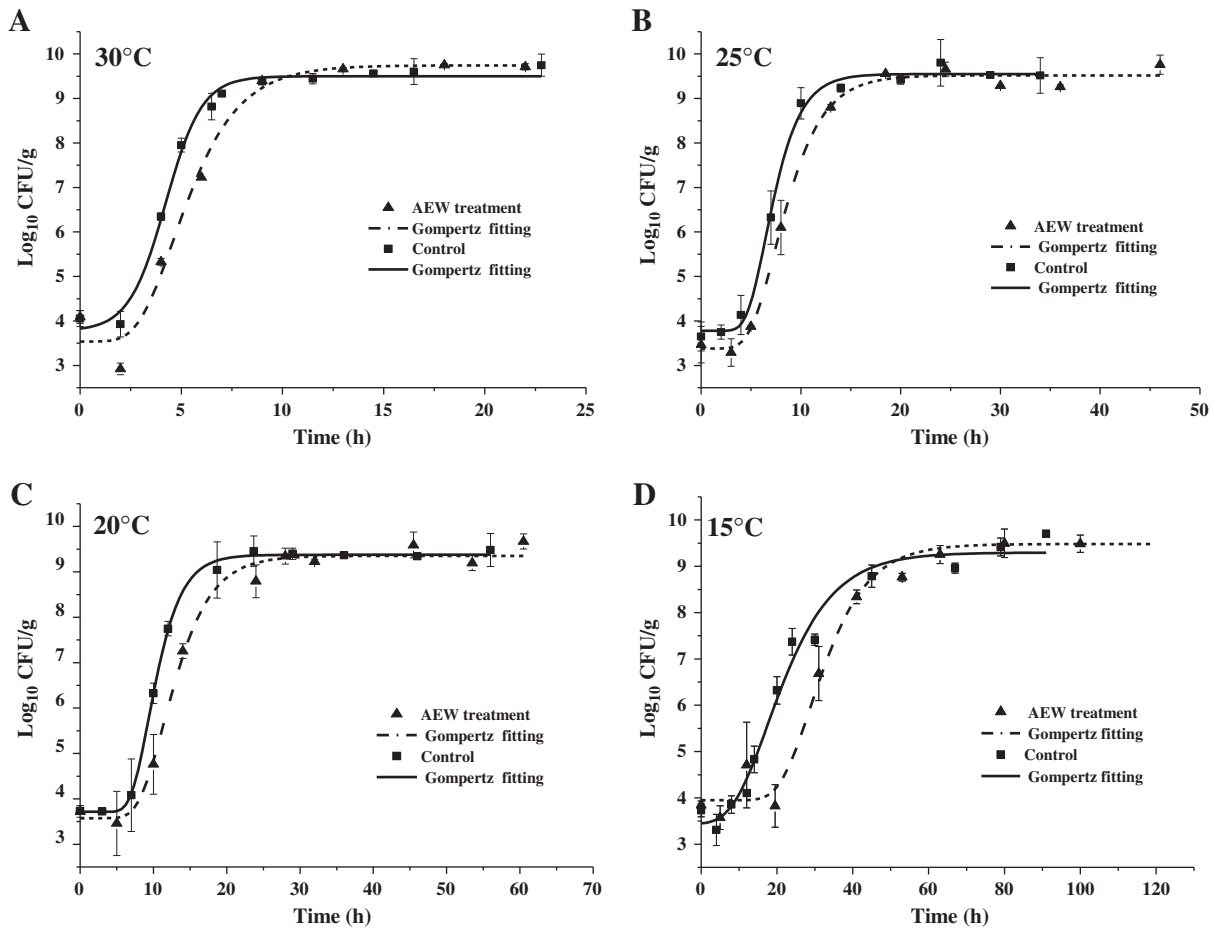 A
30°C
10
9
8
7
6
5
4
3
Log10 CFU/g
AEW treatment
Gompertz fitting
Control
Gompertz fitting
0 5 10 15 20 25
Time (h)
B
25°C
10
9
8
7
6
5
4
3
Log10 CFU/g
AEW treatment
Gompertz fitting
Control
Gompertz fitting
0 10 20 30 40 50
Time (h)
C
20°C
10
9
8
7
6
5
4
3
Log10 CFU/g
AEW treatment
Gompertz fitting
Control
Gompertz fitting
0 10 20 30 40 50 60 70
Time (h)
D
15°C
10
9
8
7
6
5
4
3
Log10 CFU/g
AEW treatment
Gompertz fitting
Control
Gompertz fitting
0 20 40 60 80 100 120
Time (h)